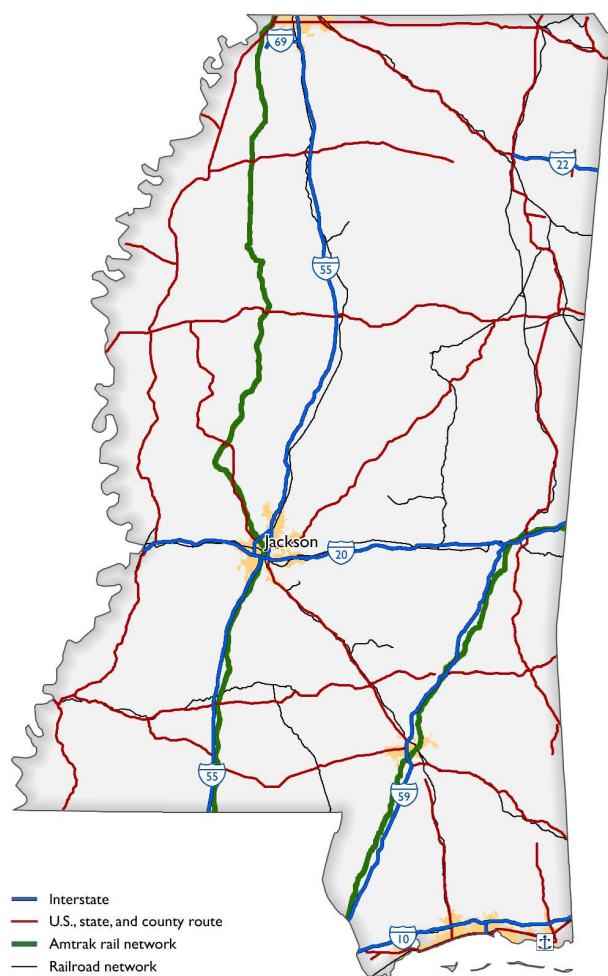 69
22
55
Jackson
20
55
59
10
Interstate
U.S., state, and county route
Amtrak rail network
Railroad network